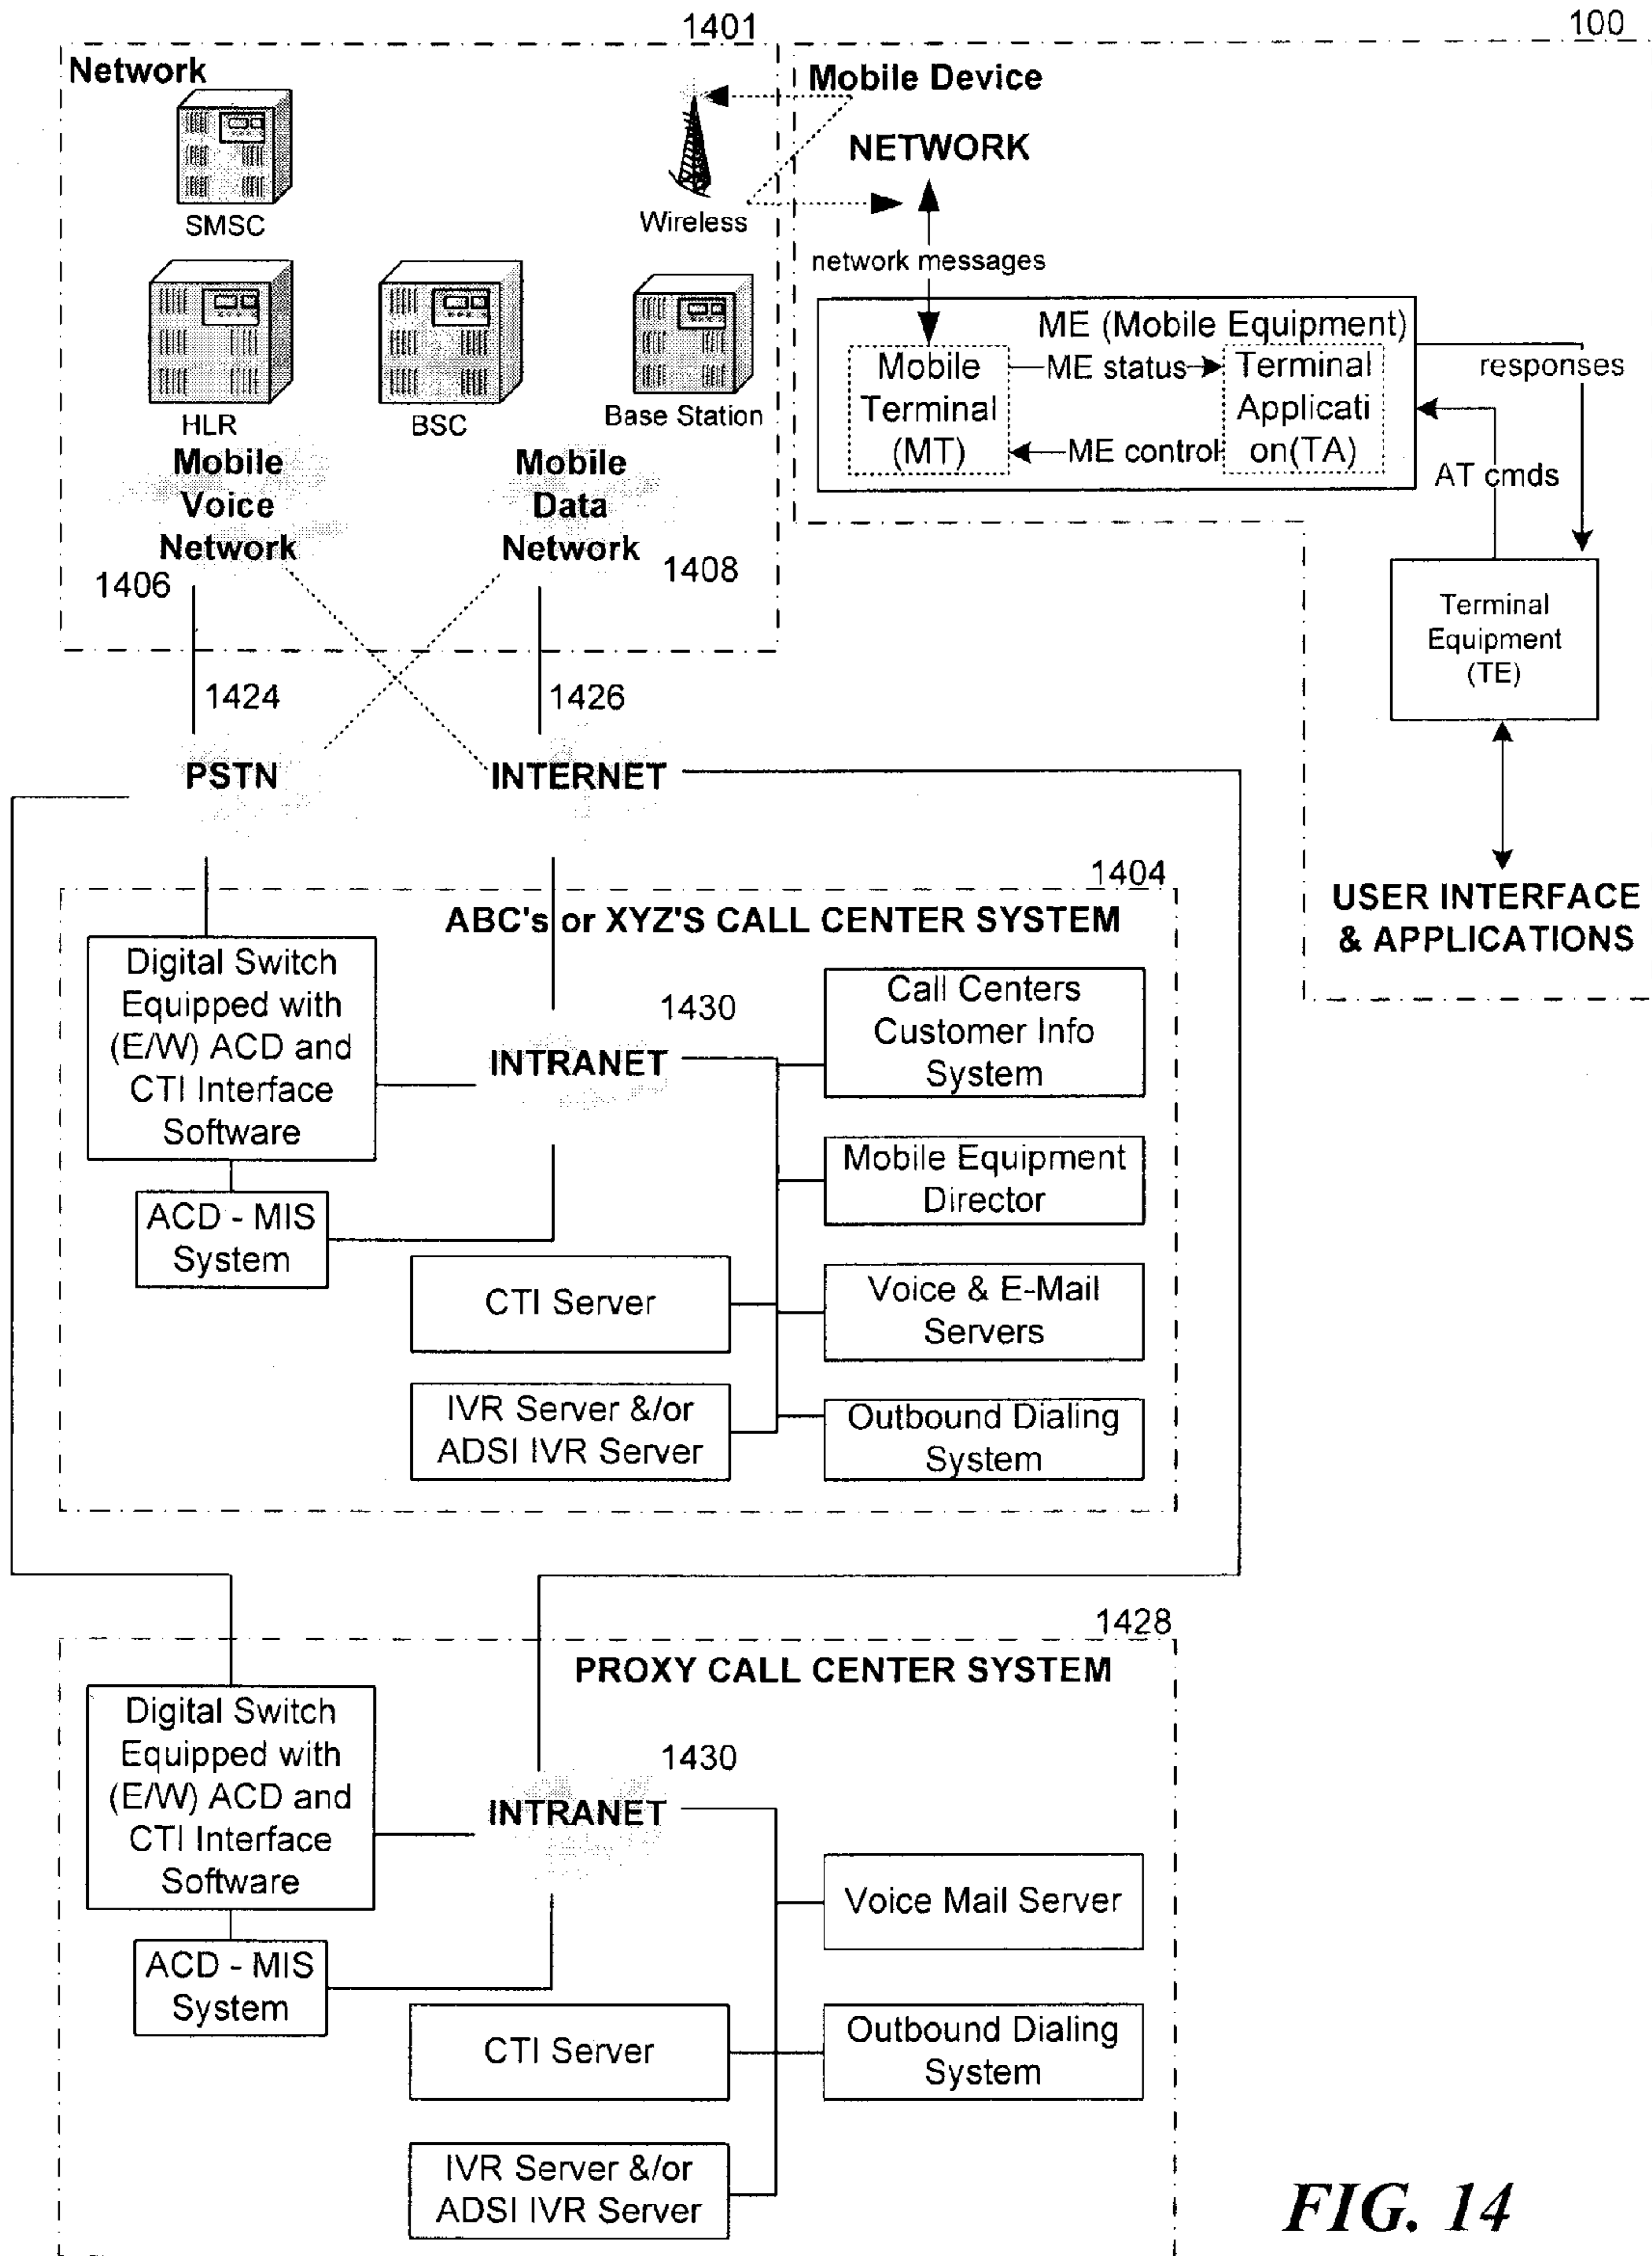 1401
100
Network
Mobile Device
SMSC
Wireless
NETWORK
network messages
HLR
BSC
Base Station
ME (Mobile Equipment)
Mobile
Terminal
(MT)
ME status
ME control
Terminal
Applicati
on(TA)
responses
AT cmds
Mobile
Voice
Network
1406
Mobile
Data
Network
1408
Terminal
Equipment
(TE)
1424
1426
PSTN
INTERNET
USER INTERFACE
& APPLICATIONS
1404
ABC's or XYZ'S CALL CENTER SYSTEM
Digital Switch
Equipped with
(E/W) ACD and
CTI Interface
Software
1430
INTRANET
Call Centers
Customer Info
System
Mobile Equipment
Director
ACD - MIS
System
CTI Server
Voice & E-Mail
Servers
IVR Server &/or
ADSI IVR Server
Outbound Dialing
System
1428
PROXY CALL CENTER SYSTEM
Digital Switch
Equipped with
(E/W) ACD and
CTI Interface
Software
1430
INTRANET
Voice Mail Server
ACD - MIS
System
CTI Server
Outbound Dialing
System
IVR Server &/or
ADSI IVR Server
FIG. 14